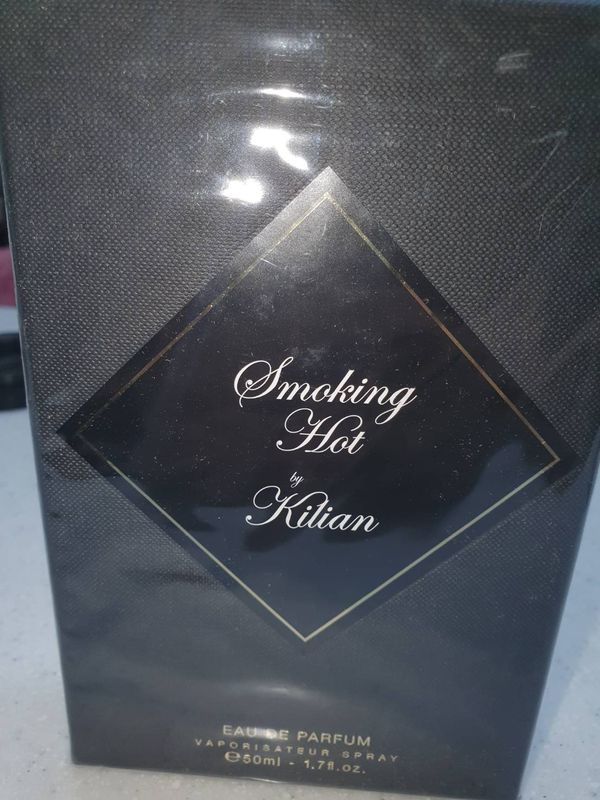 Smoking
Hot
by
Kilian
EAU DE PARFUM
VAPORISATEUR SPRAY
℮50ml - 1.7fl.oz.